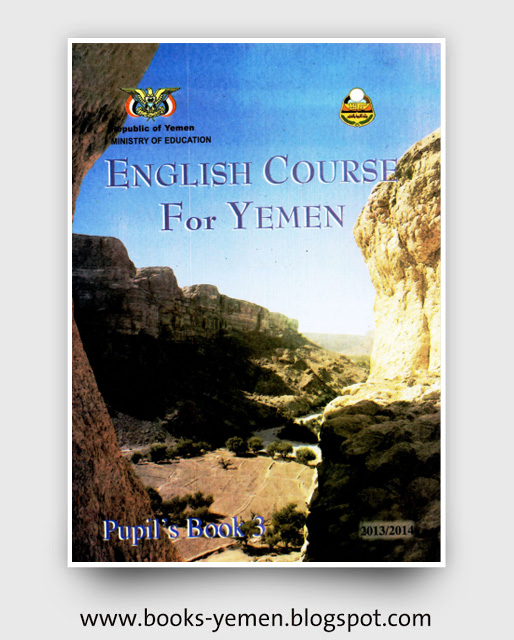 Republic of Yemen
MINISTRY OF EDUCATION
ENGLISH COURSE
FOR YEMEN
Pupil's Book 3
2013/2014
www.books-yemen.blogspot.com